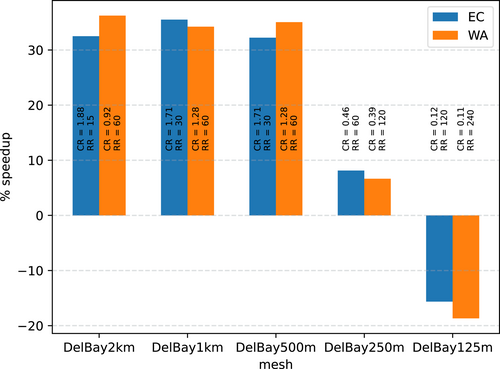 EC
WA
% speedup
30
20
10
0
−10
−20
CR = 1.88
RR = 15
CR = 0.92
RR = 60
CR = 1.71
RR = 30
CR = 1.28
RR = 60
CR = 1.71
RR = 30
CR = 1.28
RR = 60
CR = 0.46
RR = 60
CR = 0.39
RR = 120
CR = 0.12
RR = 120
CR = 0.11
RR = 240
DelBay2km DelBay1km DelBay500m DelBay250m DelBay125m
mesh